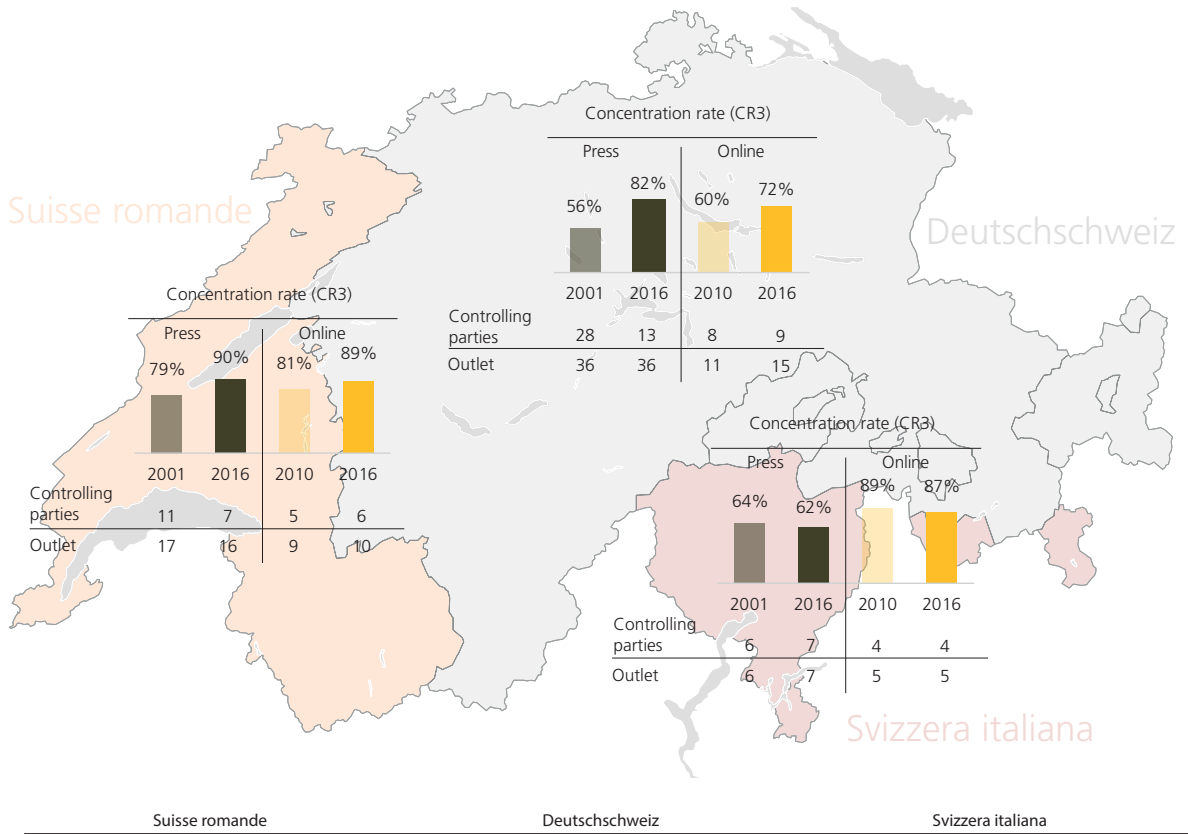 Concentration rate (CR3)
Press Online
56% 82% 60% 72%
2001 2016 2010 2016
Controlling
parties 28 13 8 9
Outlet 36 36 11 15
Suisse romande
Deutschschweiz
Concentration rate (CR3)
Press Online
79% 90% 81% 89%
2001 2016 2010 2016
Controlling
parties 11 7 5 6
Outlet 17 16 9 10
Concentration rate (CR3)
Press Online
64% 62% 89% 87%
2001 2016 2010 2016
Controlling
parties 6 7 4 4
Outlet 6 7 5 5
Svizzera italiana
Suisse romande Deutschschweiz Svizzera italiana